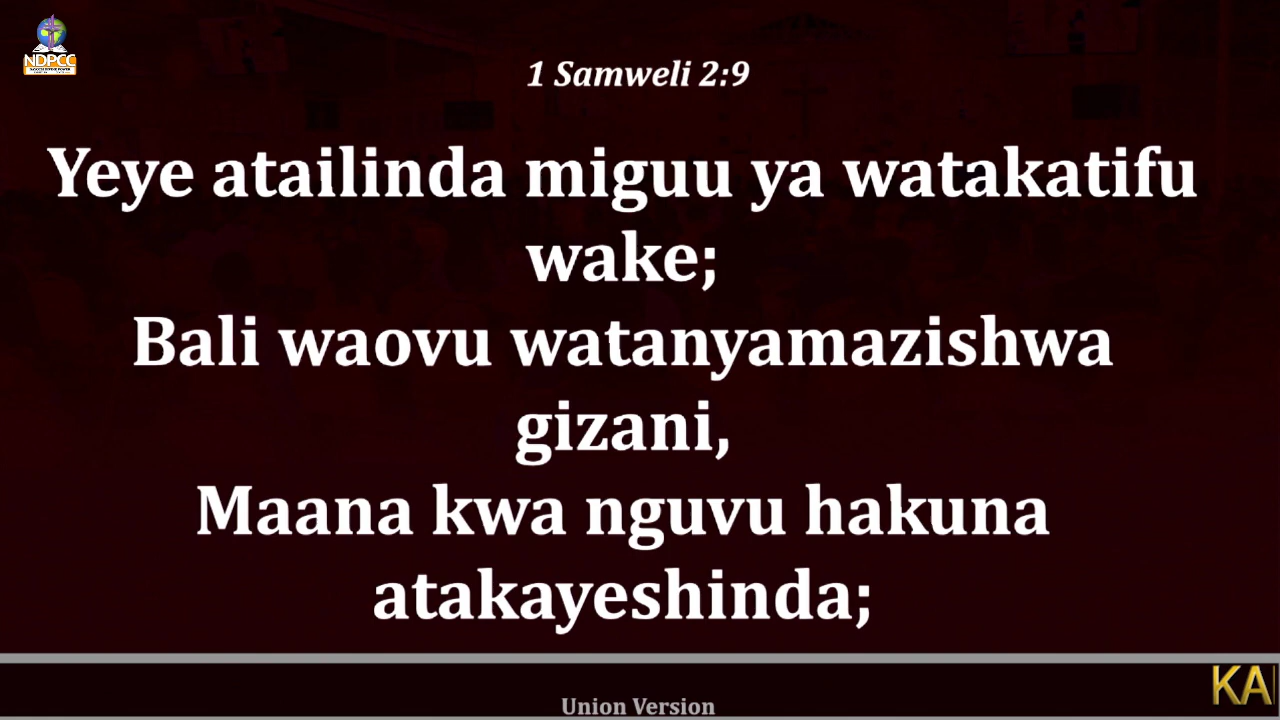 NDPCC
1 Samweli 2:9
Yeye atailinda miguu ya watakatifu
wake;
Bali waovu watanyamazishwa
gizani,
Maana kwa nguvu hakuna
atakayeshinda;
KA
Union Version